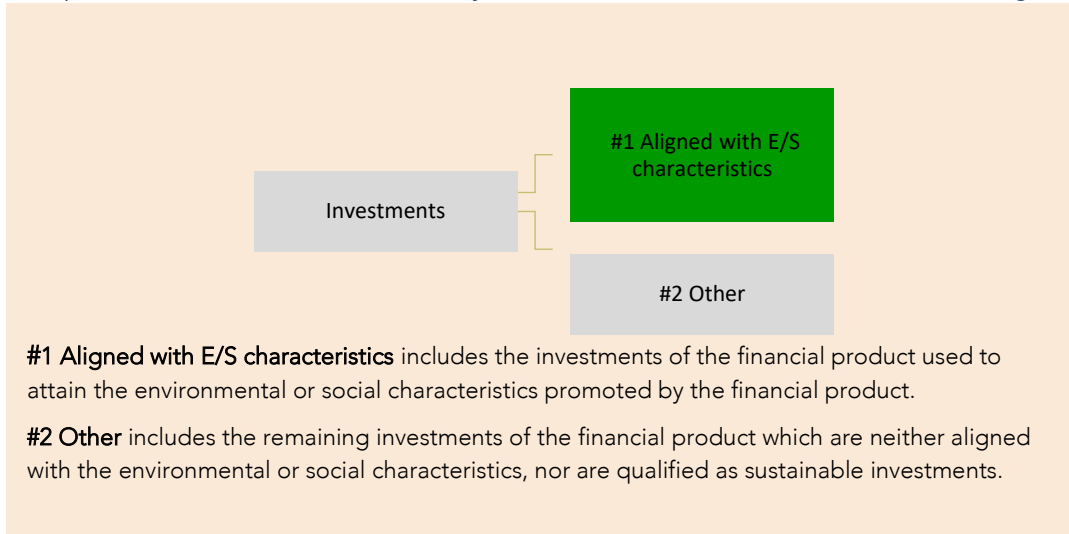 #1 Aligned with E/S
characteristics
Investments
#2 Other
#1 Aligned with E/S characteristics includes the investments of the financial product used to
attain the environmental or social characteristics promoted by the financial product.
#2 Other includes the remaining investments of the financial product which are neither aligned
with the environmental or social characteristics, nor are qualified as sustainable investments.